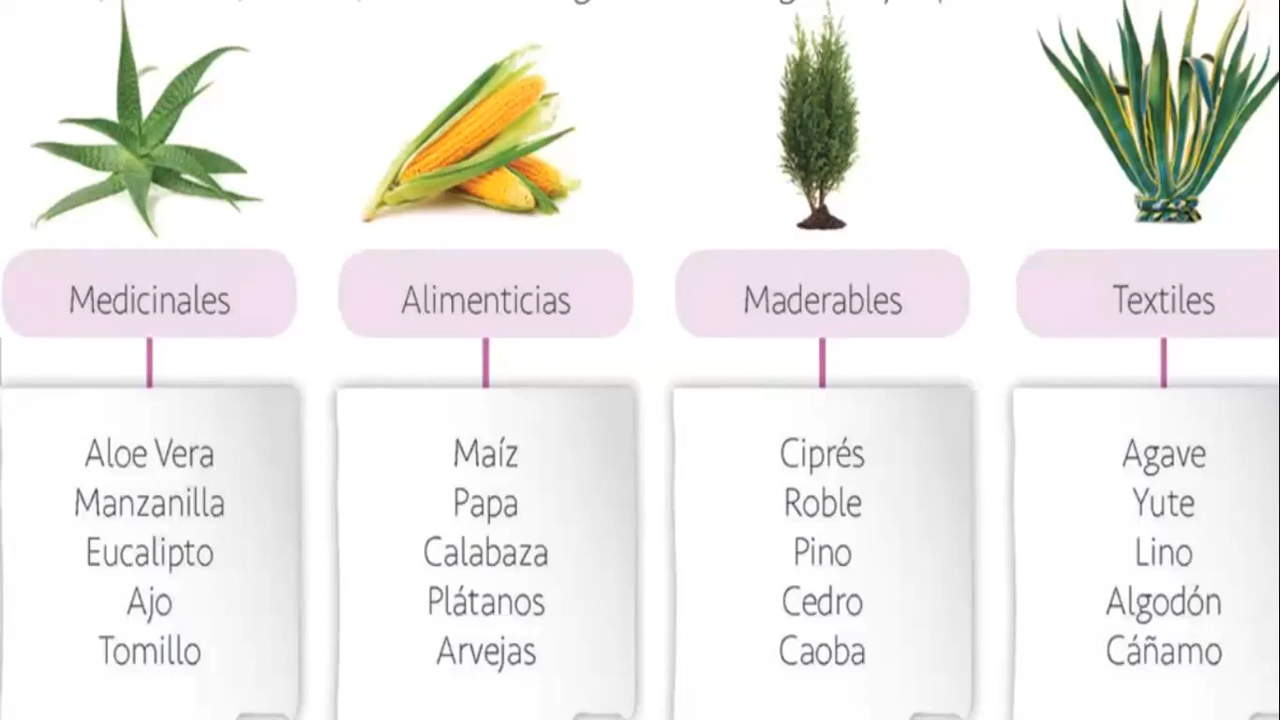 Medicinales
Alimenticias
Maderables
Textiles
Aloe Vera
Manzanilla
Eucalipto
Ajo
Tomillo
Maíz
Papa
Calabaza
Plátanos
Arvejas
Ciprés
Roble
Pino
Cedro
Caoba
Agave
Yute
Lino
Algodón
Cáñamo